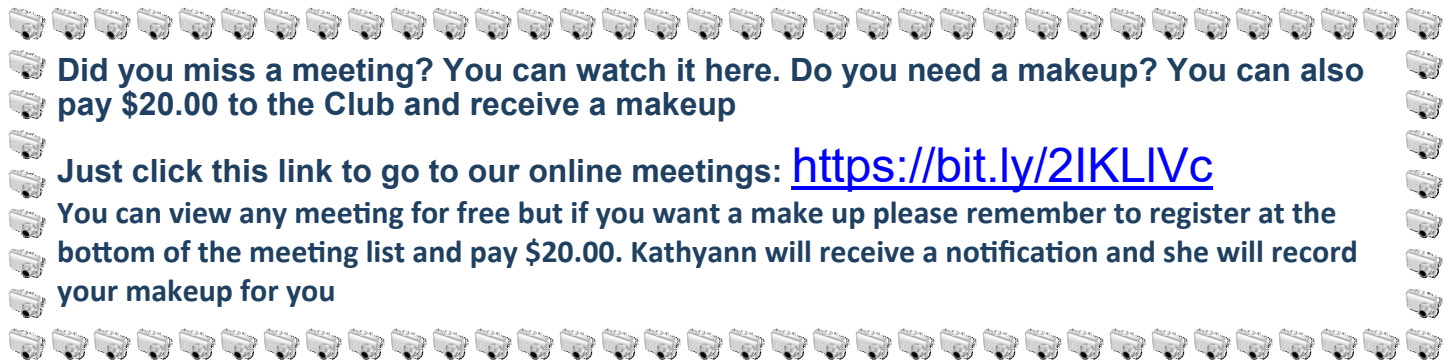 Did you miss a meeting? You can watch it here. Do you need a makeup? You can also
pay $20.00 to the Club and receive a makeup
Just click this link to go to our online meetings: https://bit.ly/2IKLlVc
You can view any meeting for free but if you want a make up please remember to register at the
bottom of the meeting list and pay $20.00. Kathyann will receive a notification and she will record
your makeup for you